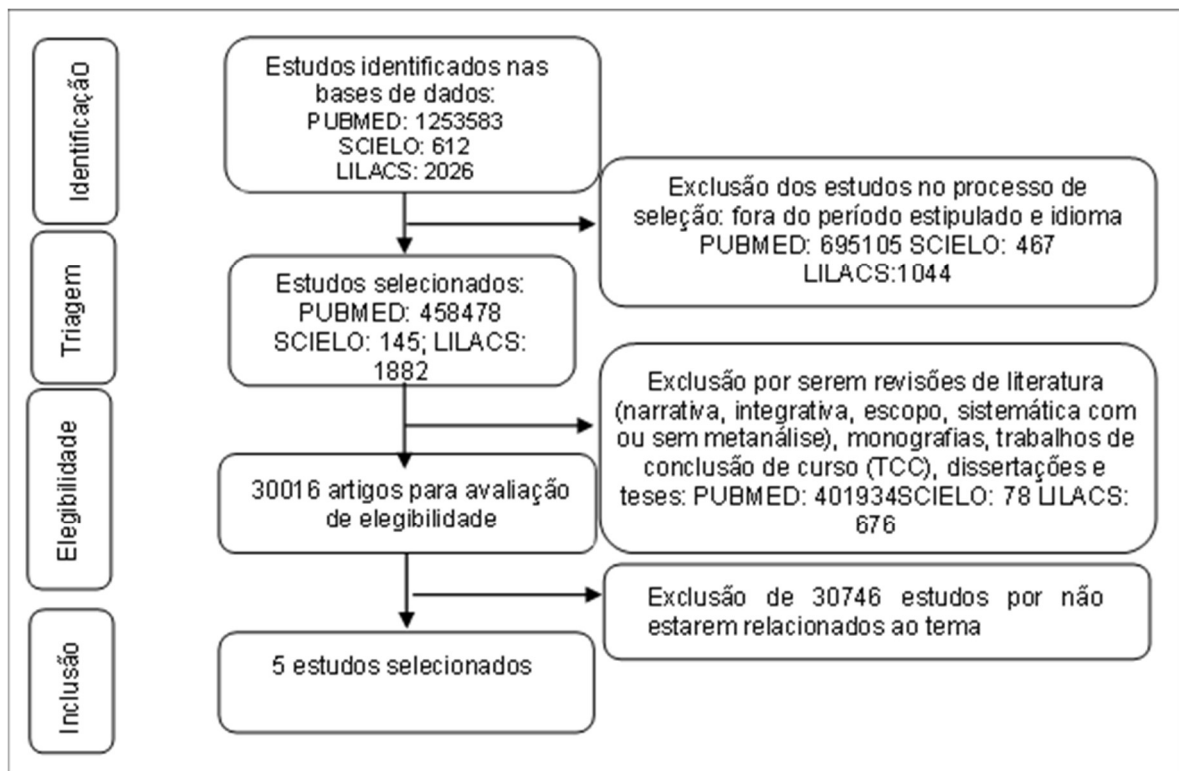 Identificação
Estudos identificados nas
bases de dados:
PUBMED: 1253583
SCIELO: 612
LILACS: 2026
Exclusão dos estudos no processo de
seleção: fora do período estipulado e idioma
PUBMED: 695105 SCIELO: 467
LILACS:1044
Triagem
Estudos selecionados:
PUBMED: 458478
SCIELO: 145; LILACS:
1882
Exclusão por serem revisões de literatura
(narrativa, integrativa, escopo, sistemática com
ou sem metanálise), monografias, trabalhos de
conclusão de curso (TCC), dissertações e
teses: PUBMED: 401934SCIELO: 78 LILACS:
676
Elegibilidade
30016 artigos para avaliação
de elegibilidade
Exclusão de 30746 estudos por não
estarem relacionados ao tema
Inclusão
5 estudos selecionados